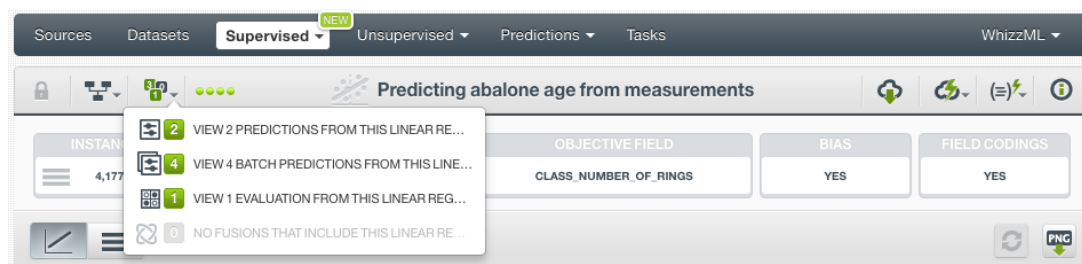 NEW
Sources Datasets Supervised Unsupervised Predictions Tasks WhizzML
Predicting abalone age from measurements
VIEW 2 PREDICTIONS FROM THIS LINEAR RE...
VIEW 4 BATCH PREDICTIONS FROM THIS LINE...
VIEW 1 EVALUATION FROM THIS LINEAR REG...
NO FUSIONS THAT INCLUDE THIS LINEAR RE...
2
4
1
0
INSTAN OBJECTIVE FIELD BIAS FIELD CODINGS
4,177 CLASS_NUMBER_OF_RINGS YES YES
PNG